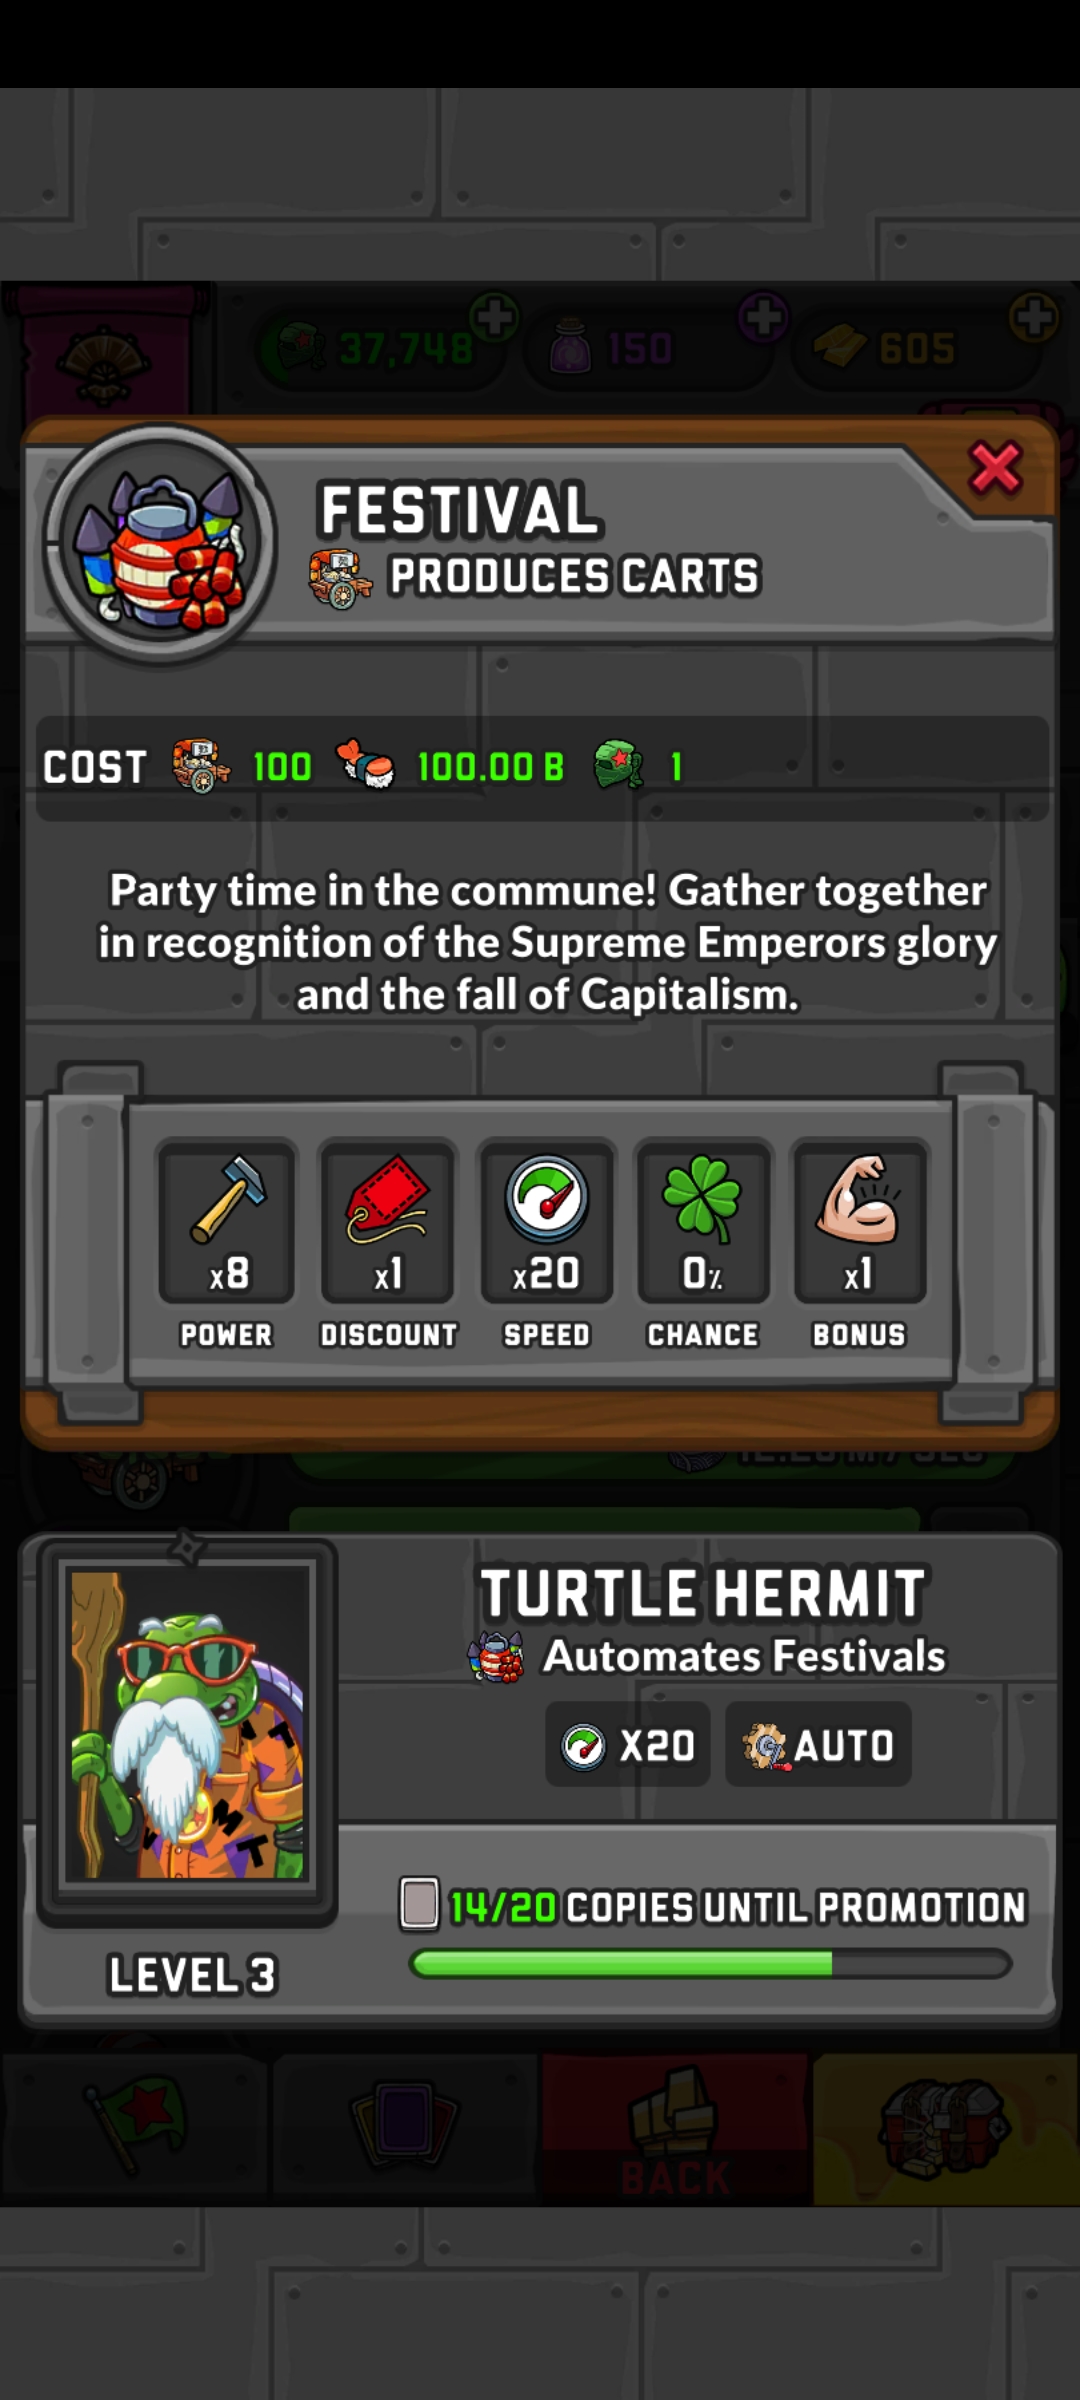 37,748 150 605
FESTIVAL
PRODUCES CARTS
COST 100 100.00 B 1
Party time in the commune! Gather together
in recognition of the Supreme Emperors glory
and the fall of Capitalism.
x8 x1 x20 0% x1
POWER DISCOUNT SPEED CHANCE BONUS
TURTLE HERMIT
Automates Festivals
X20 AUTO
14/20 COPIES UNTIL PROMOTION
LEVEL 3
BACK